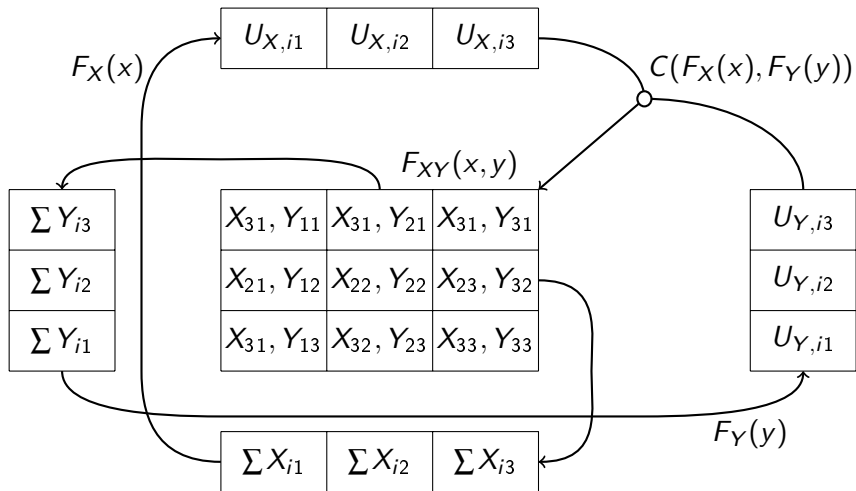 U_{X,i1} U_{X,i2} U_{X,i3}
F_X(x)
C(F_X(x), F_Y(y))
F_{XY}(x, y)
∑ Y_{i3}
∑ Y_{i2}
∑ Y_{i1}
X_{31}, Y_{11} X_{31}, Y_{21} X_{31}, Y_{31}
X_{21}, Y_{12} X_{22}, Y_{22} X_{23}, Y_{32}
X_{31}, Y_{13} X_{32}, Y_{23} X_{33}, Y_{33}
U_{Y,i3}
U_{Y,i2}
U_{Y,i1}
F_Y(y)
∑ X_{i1} ∑ X_{i2} ∑ X_{i3}